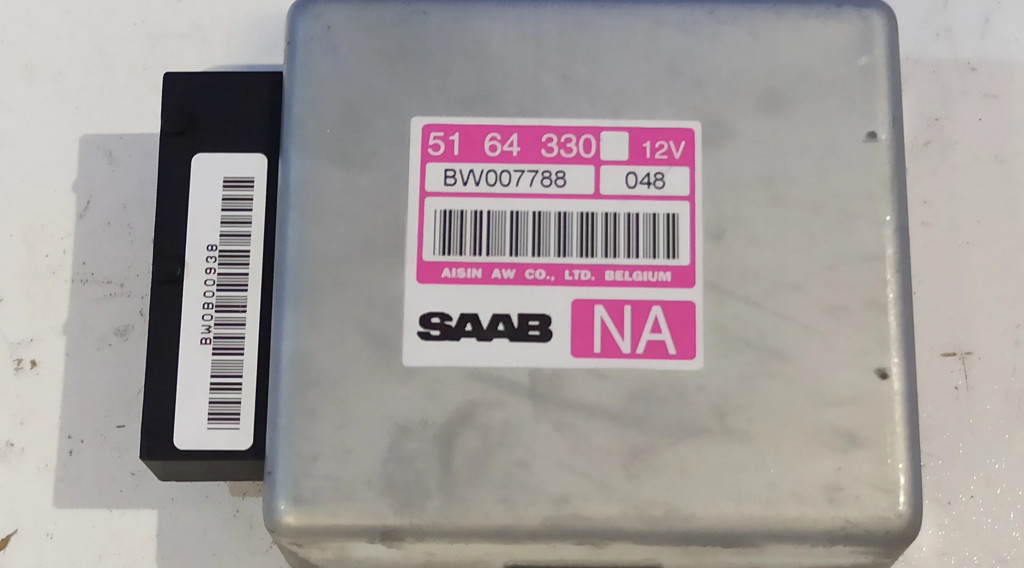 51 64 330 12V
BW007788 048
AISIN AW CO., LTD. BELGIUM
SAAB NA
BW0B00938